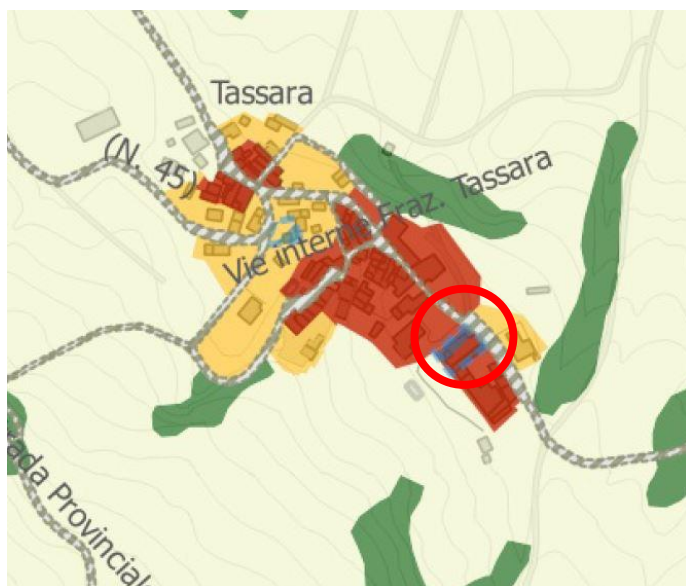 Tassara
(N. 45)
Vie interne Fraz. Tassara
ada Provincial